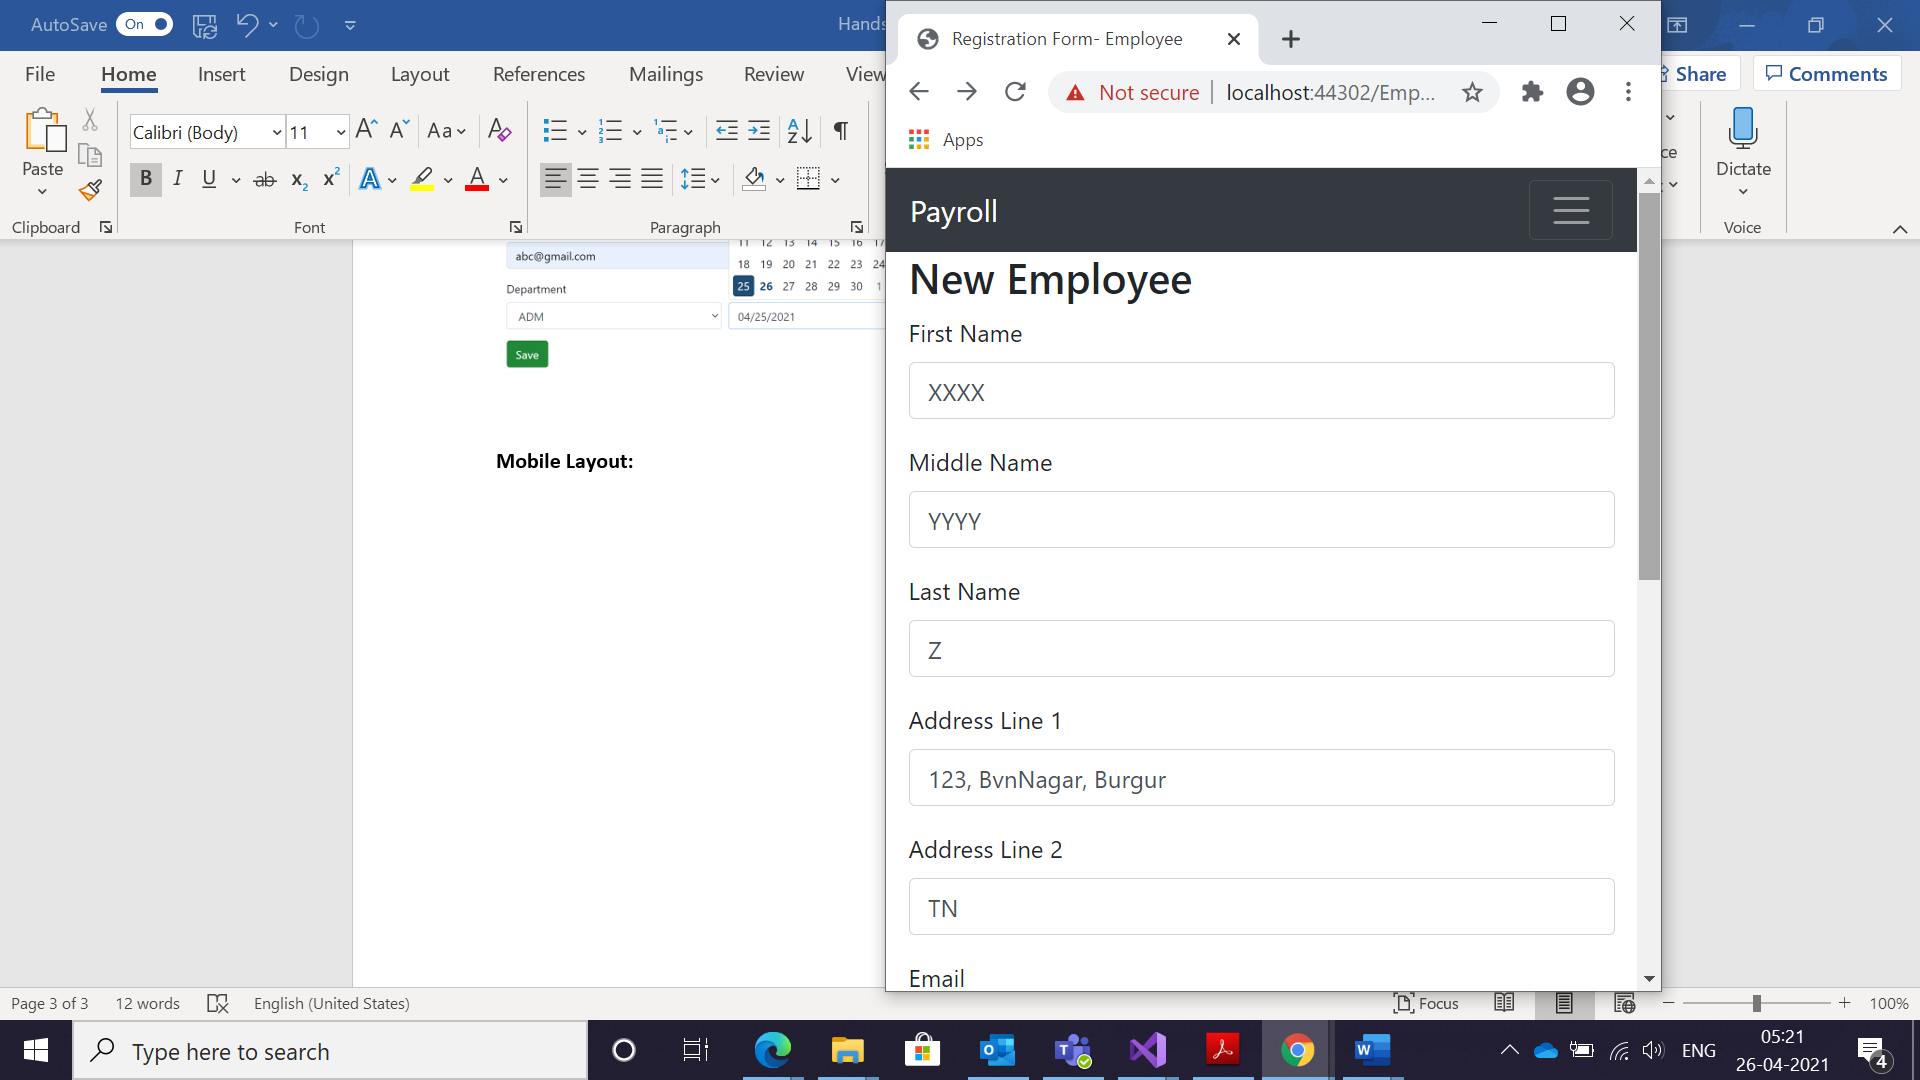 AutoSave On Hands
File Home Insert Design Layout References Mailings Review View Share Comments
Calibri (Body) 11
Aa
Paste
B I U ab x₂ x² A A
Dictate
Clipboard Font Paragraph Voice
11 12 13 14 15 16 17
abc@gmail.com
18 19 20 21 22 23 24
25 26 27 28 29 30 1
Department
ADM 04/25/2021
Save
Mobile Layout:
Registration Form- Employee
Not secure localhost:44302/Emp...
Apps
Payroll
New Employee
First Name
XXXX
Middle Name
YYYY
Last Name
Z
Address Line 1
123, BvnNagar, Burgur
Address Line 2
TN
Email
Page 3 of 3 12 words English (United States) Focus 100%
Type here to search
ENG 05:21
26-04-2021 4